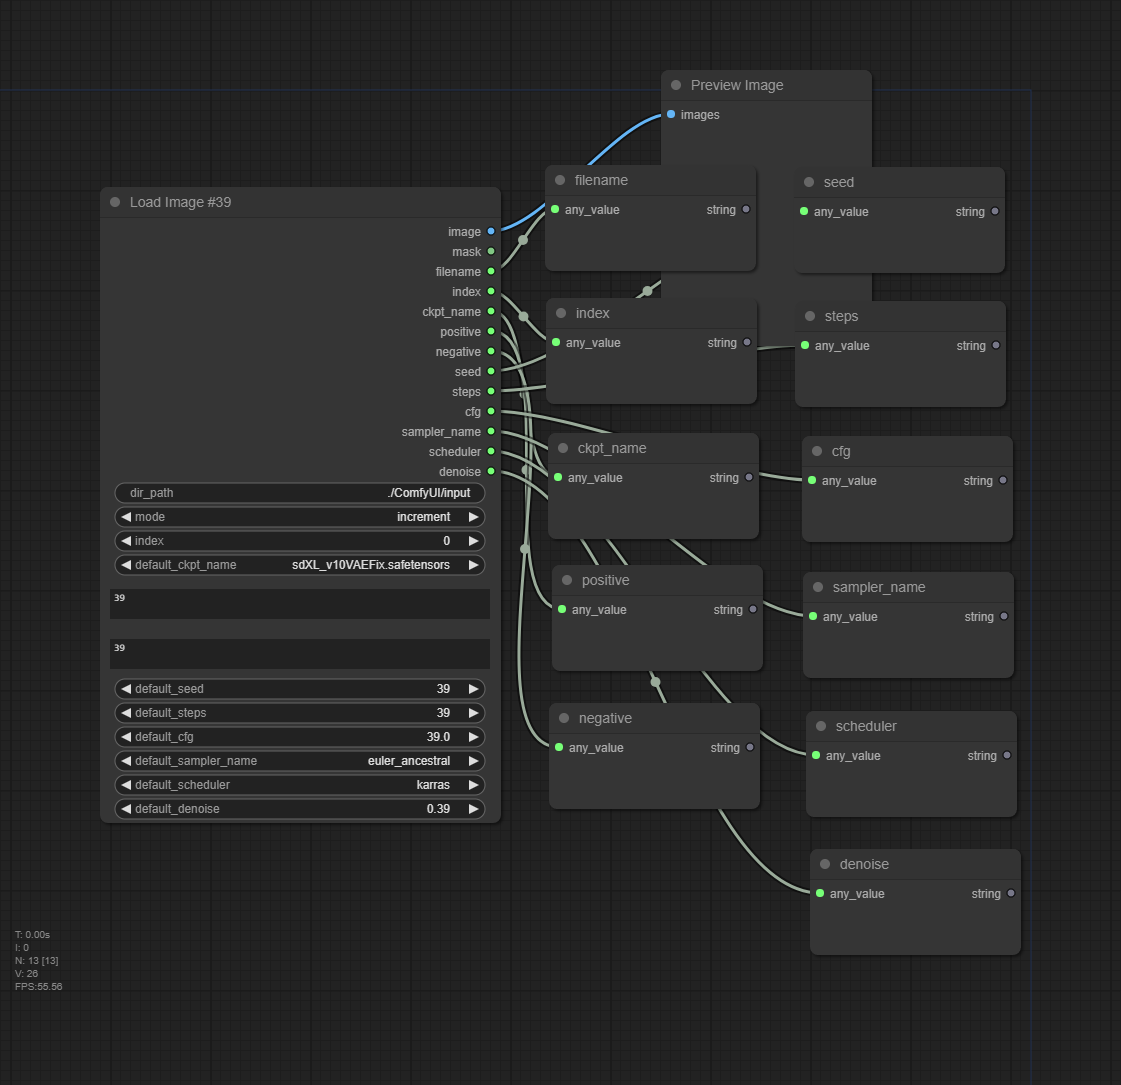 Preview Image
images
Load Image #39
image
mask
filename
index
ckpt_name
positive
negative
seed
steps
cfg
sampler_name
scheduler
denoise
dir_path ./ComfyUI/input
mode increment
index 0
default_ckpt_name sdXL_v10VAEFix.safetensors
39
39
default_seed 39
default_steps 39
default_cfg 39.0
default_sampler_name euler_ancestral
default_scheduler karras
default_denoise 0.39
filename
any_value string
index
any_value string
ckpt_name
any_value string
positive
any_value string
negative
any_value string
seed
any_value string
steps
any_value string
cfg
any_value string
sampler_name
any_value string
scheduler
any_value string
denoise
any_value string
T: 0.00s
I: 0
N: 13 [13]
V: 26
FPS:55.56